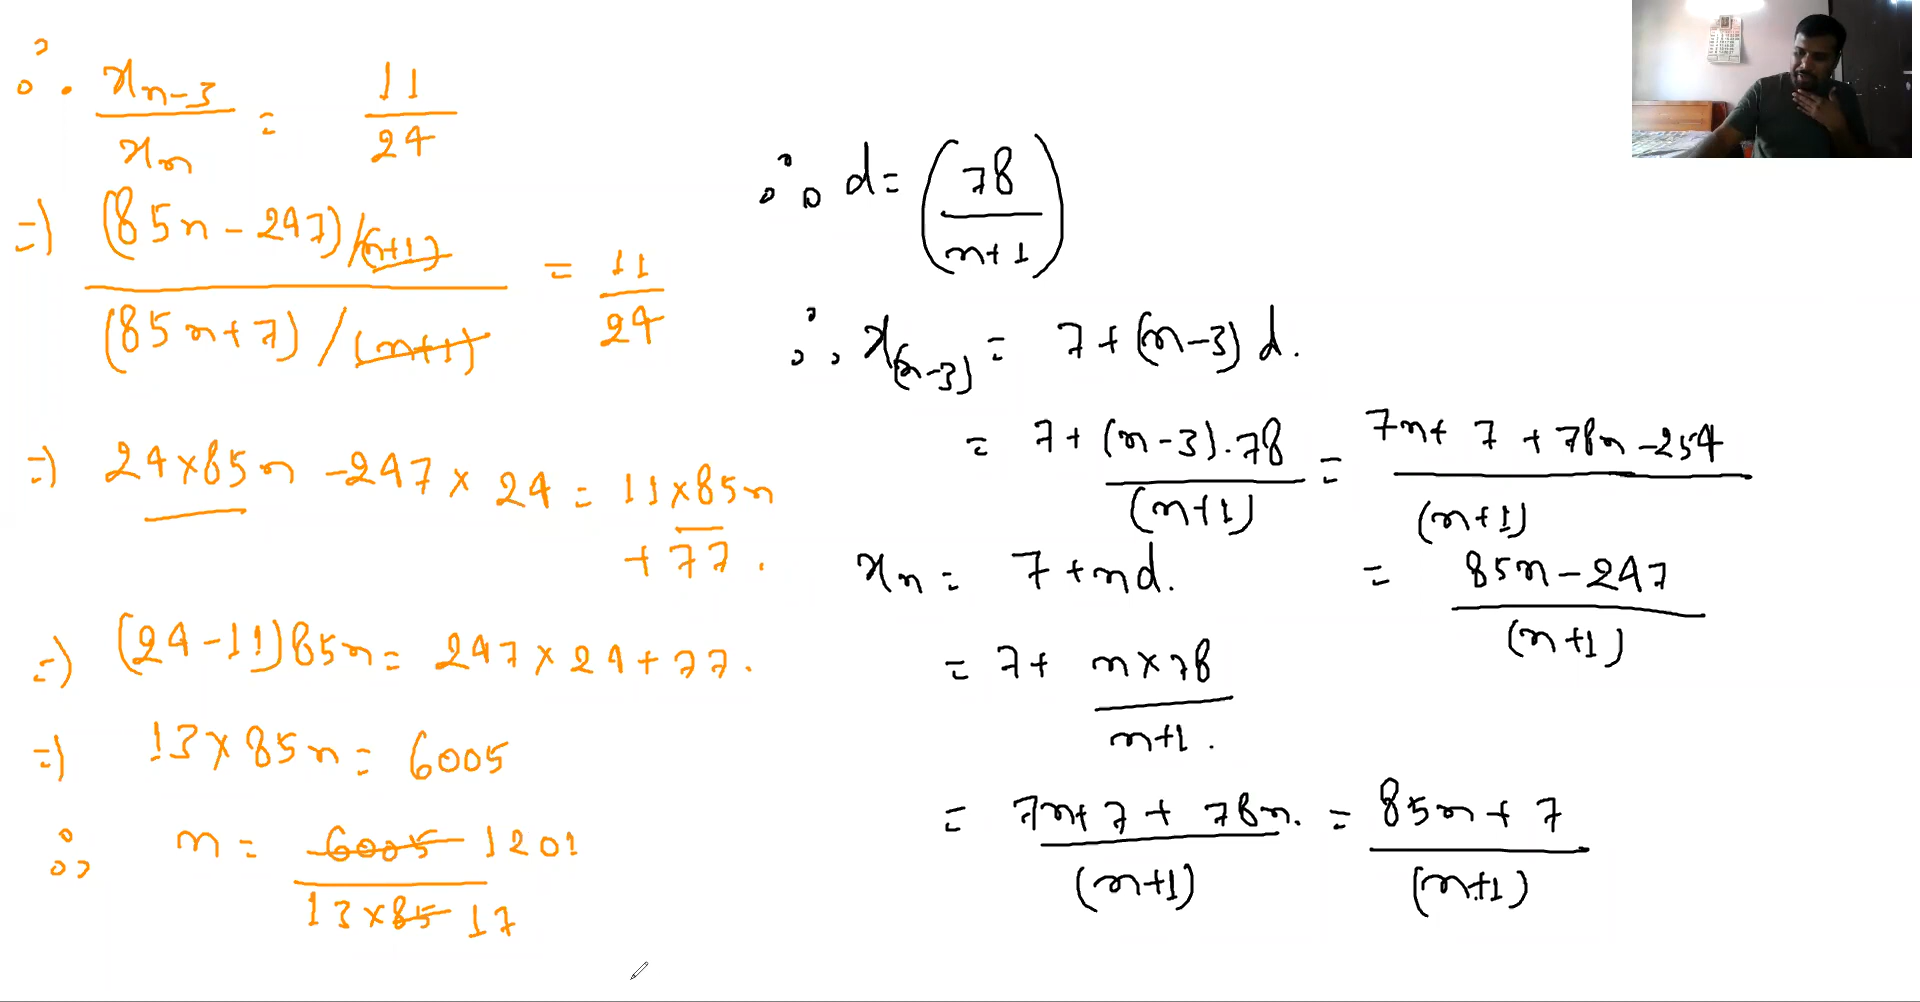 ∴ x_{n-3} / x_n = 11 / 24
=) (85n - 247)/(n+1) / (85n+7)/(n+1) = 11 / 24
=) 24×85n - 247 × 24 = 11×85n
+ 77.
=) (24-11)85n = 247×24+77.
=) 13×85n = 6005
∴ n = 6005 1201 / 13×85 17
∴ d = (78 / n+1)
∴ x_{(n-3)} = 7+(n-3)d.
= 7+ (n-3).78 / (n+1) = 7n+ 7 + 78n - 254 / (n+1)
= 85n - 247 / (n+1)
x_n = 7+nd.
= 7+ n×78 / n+1.
= 7n+7+ 78n. / (n+1) = 85n+7 / (n+1)